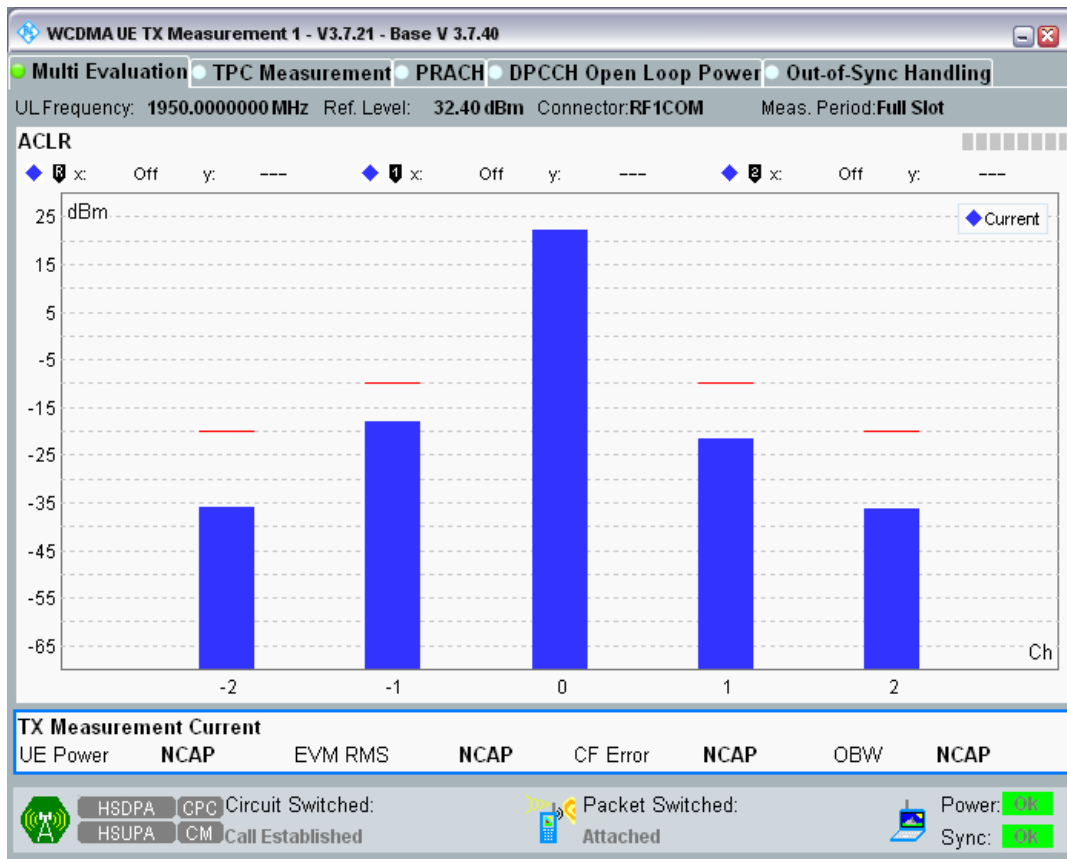 WCDMA UE TX Measurement 1 - V3.7.21 - Base V 3.7.40
Multi Evaluation TPC Measurement PRACH DPCCH Open Loop Power Out-of-Sync Handling
UL Frequency: 1950.0000000 MHz Ref. Level: 32.40 dBm Connector:RF1COM Meas. Period:Full Slot
ACLR
R x: Off y: --- 1 x: Off y: --- 2 x: Off y: ---
dBm
Current
25
15
5
-5
-15
-25
-35
-45
-55
-65
Ch
-2 -1 0 1 2
TX Measurement Current
UE Power NCAP EVM RMS NCAP CF Error NCAP OBW NCAP
HSDPA CPC Circuit Switched: Packet Switched: Power: Ok
HSUPA CM Call Established Attached Sync: Ok